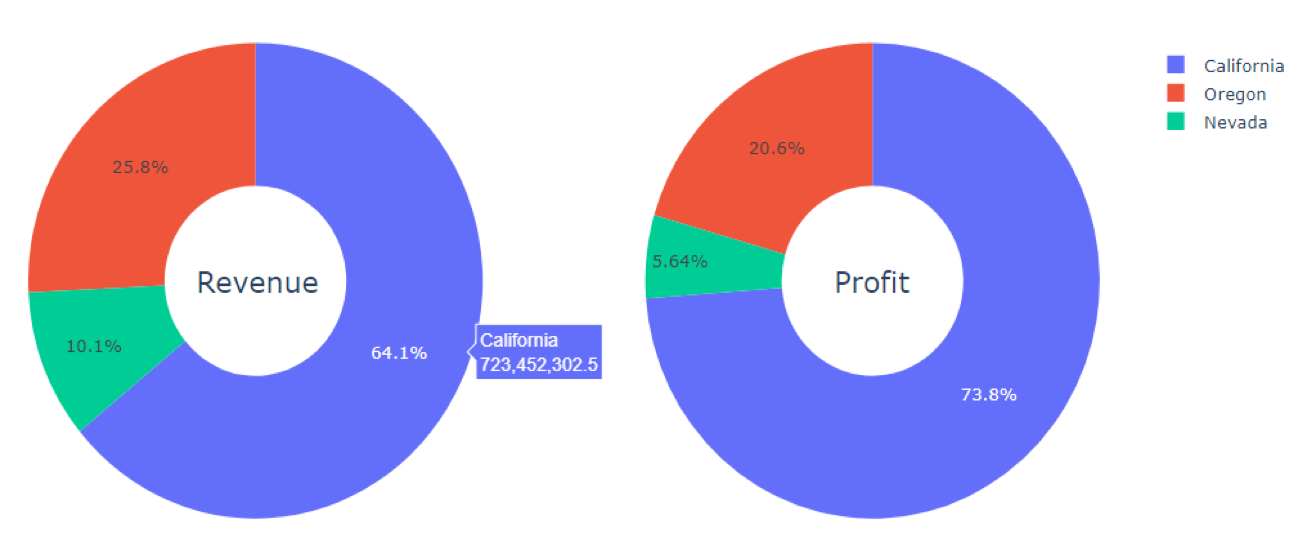 25.8%
10.1%
64.1%
Revenue
California
723,452,302.5
20.6%
5.64%
73.8%
Profit
California
Oregon
Nevada